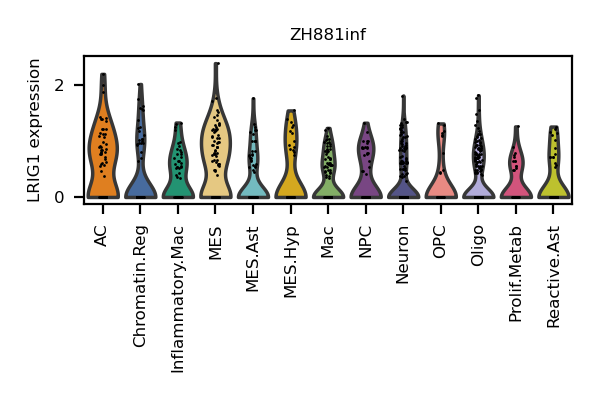 ZH881inf
LRIG1 expression
2
0
AC
Chromatin.Reg
Inflammatory.Mac
MES
MES.Ast
MES.Hyp
Mac
NPC
Neuron
OPC
Oligo
Prolif.Metab
Reactive.Ast